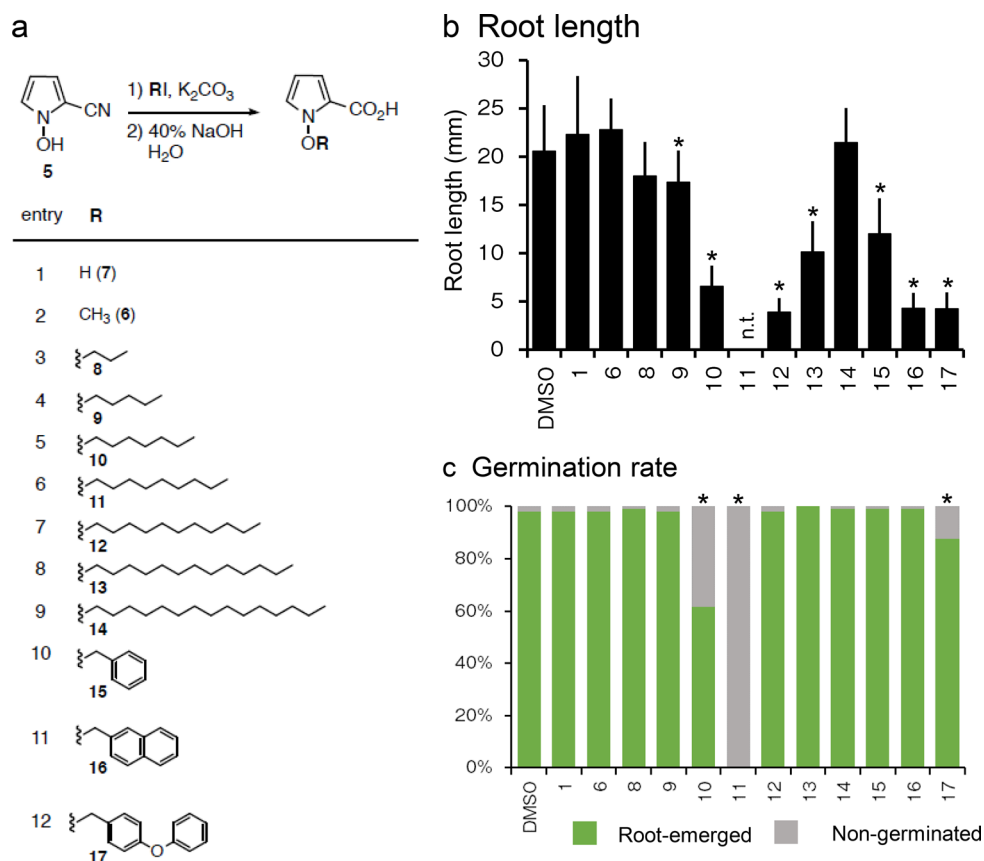 a
1) RI, K2CO3
2) 40% NaOH
H2O
CN
N
OH
5
CO2H
N
OR
entry R
1 H (7)
2 CH3 (6)
3 8
4 9
5 10
6 11
7 12
8 13
9 14
10 15
11 16
12 O 17
b Root length
Root length (mm)
30
25
20
15
10
5
0
* * n.t. * * * * *
DMSO 1 6 8 9 10 11 12 13 14 15 16 17
c Germination rate
* * *
100%
80%
60%
40%
20%
0%
DMSO 1 6 8 9 10 11 12 13 14 15 16 17
Root-emerged Non-germinated